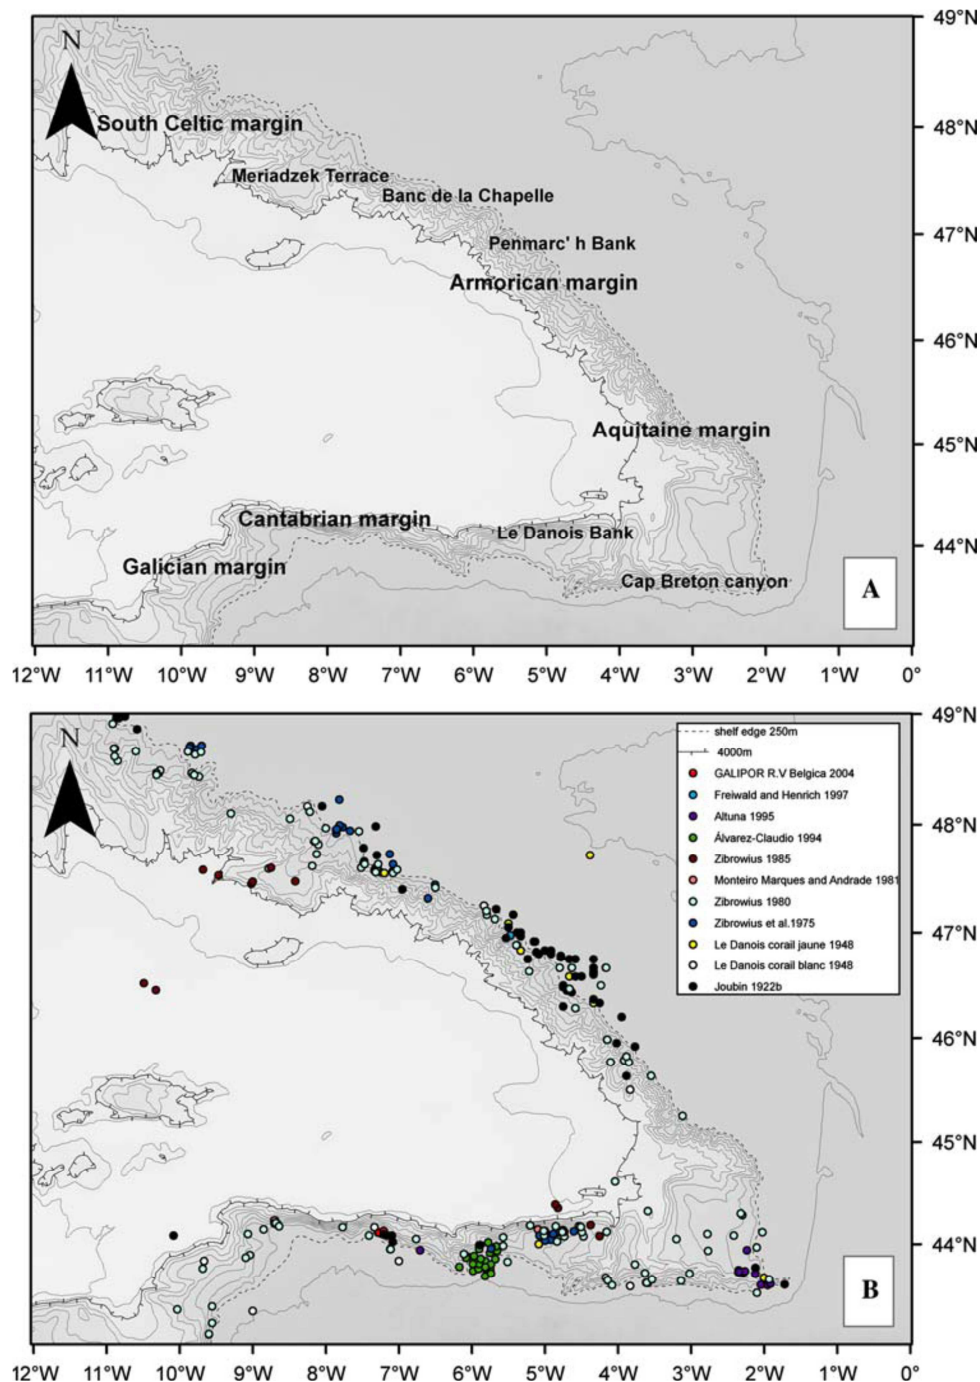 N
49°N
South Celtic margin
48°N
Meriadzek Terrace
Banc de la Chapelle
47°N
Penmarc' h Bank
Armorican margin
46°N
Aquitaine margin
45°N
Cantabrian margin
Le Danois Bank
44°N
Galician margin
Cap Breton canyon
A
12°W 11°W 10°W 9°W 8°W 7°W 6°W 5°W 4°W 3°W 2°W 1°W 0°
N
49°N
shelf edge 250m
4000m
GALIPOR R.V Belgica 2004
Freiwald and Henrich 1997
Altuna 1995
Álvarez-Claudio 1994
Zibrowius 1985
Monteiro Marques and Andrade 1981
Zibrowius 1980
Zibrowius et al.1975
Le Danois corail jaune 1948
Le Danois corail blanc 1948
Joubin 1922b
48°N
47°N
46°N
45°N
44°N
B
12°W 11°W 10°W 9°W 8°W 7°W 6°W 5°W 4°W 3°W 2°W 1°W 0°